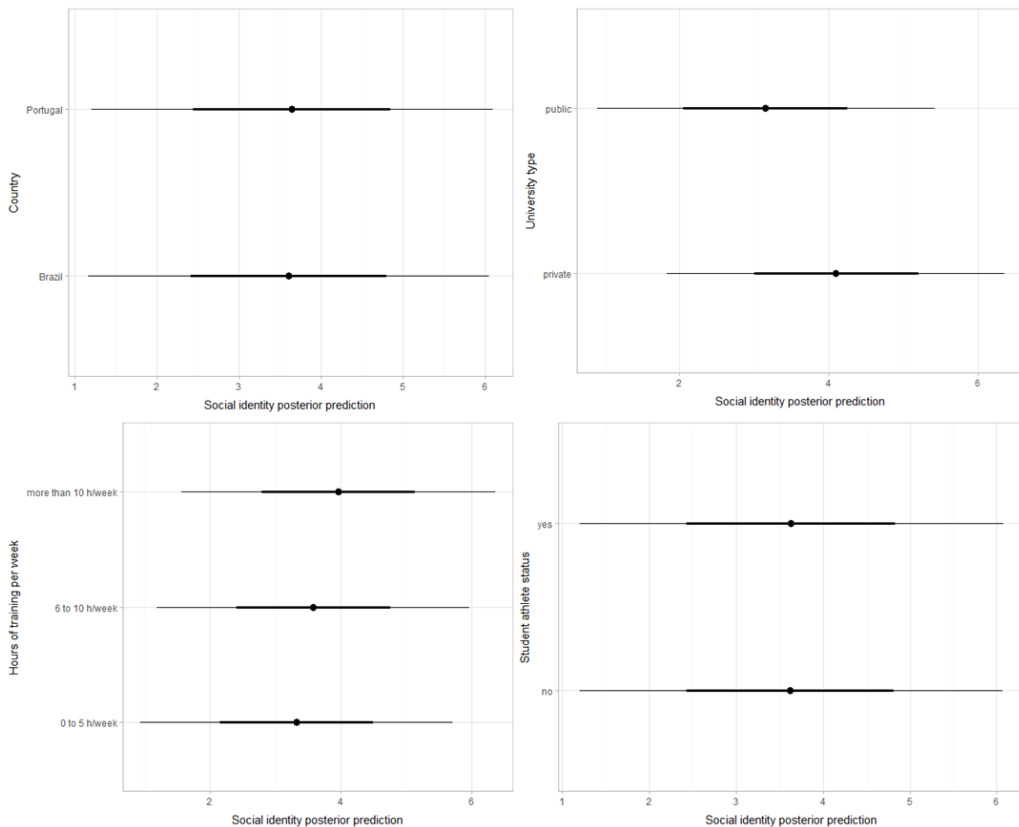 Country
Portugal
Brazil
1 2 3 4 5 6
Social identity posterior prediction
University type
public
private
2 4 6
Social identity posterior prediction
Hours of training per week
more than 10 h/week
6 to 10 h/week
0 to 5 h/week
2 4 6
Social identity posterior prediction
Student athlete status
yes
no
1 2 3 4 5 6
Social identity posterior prediction